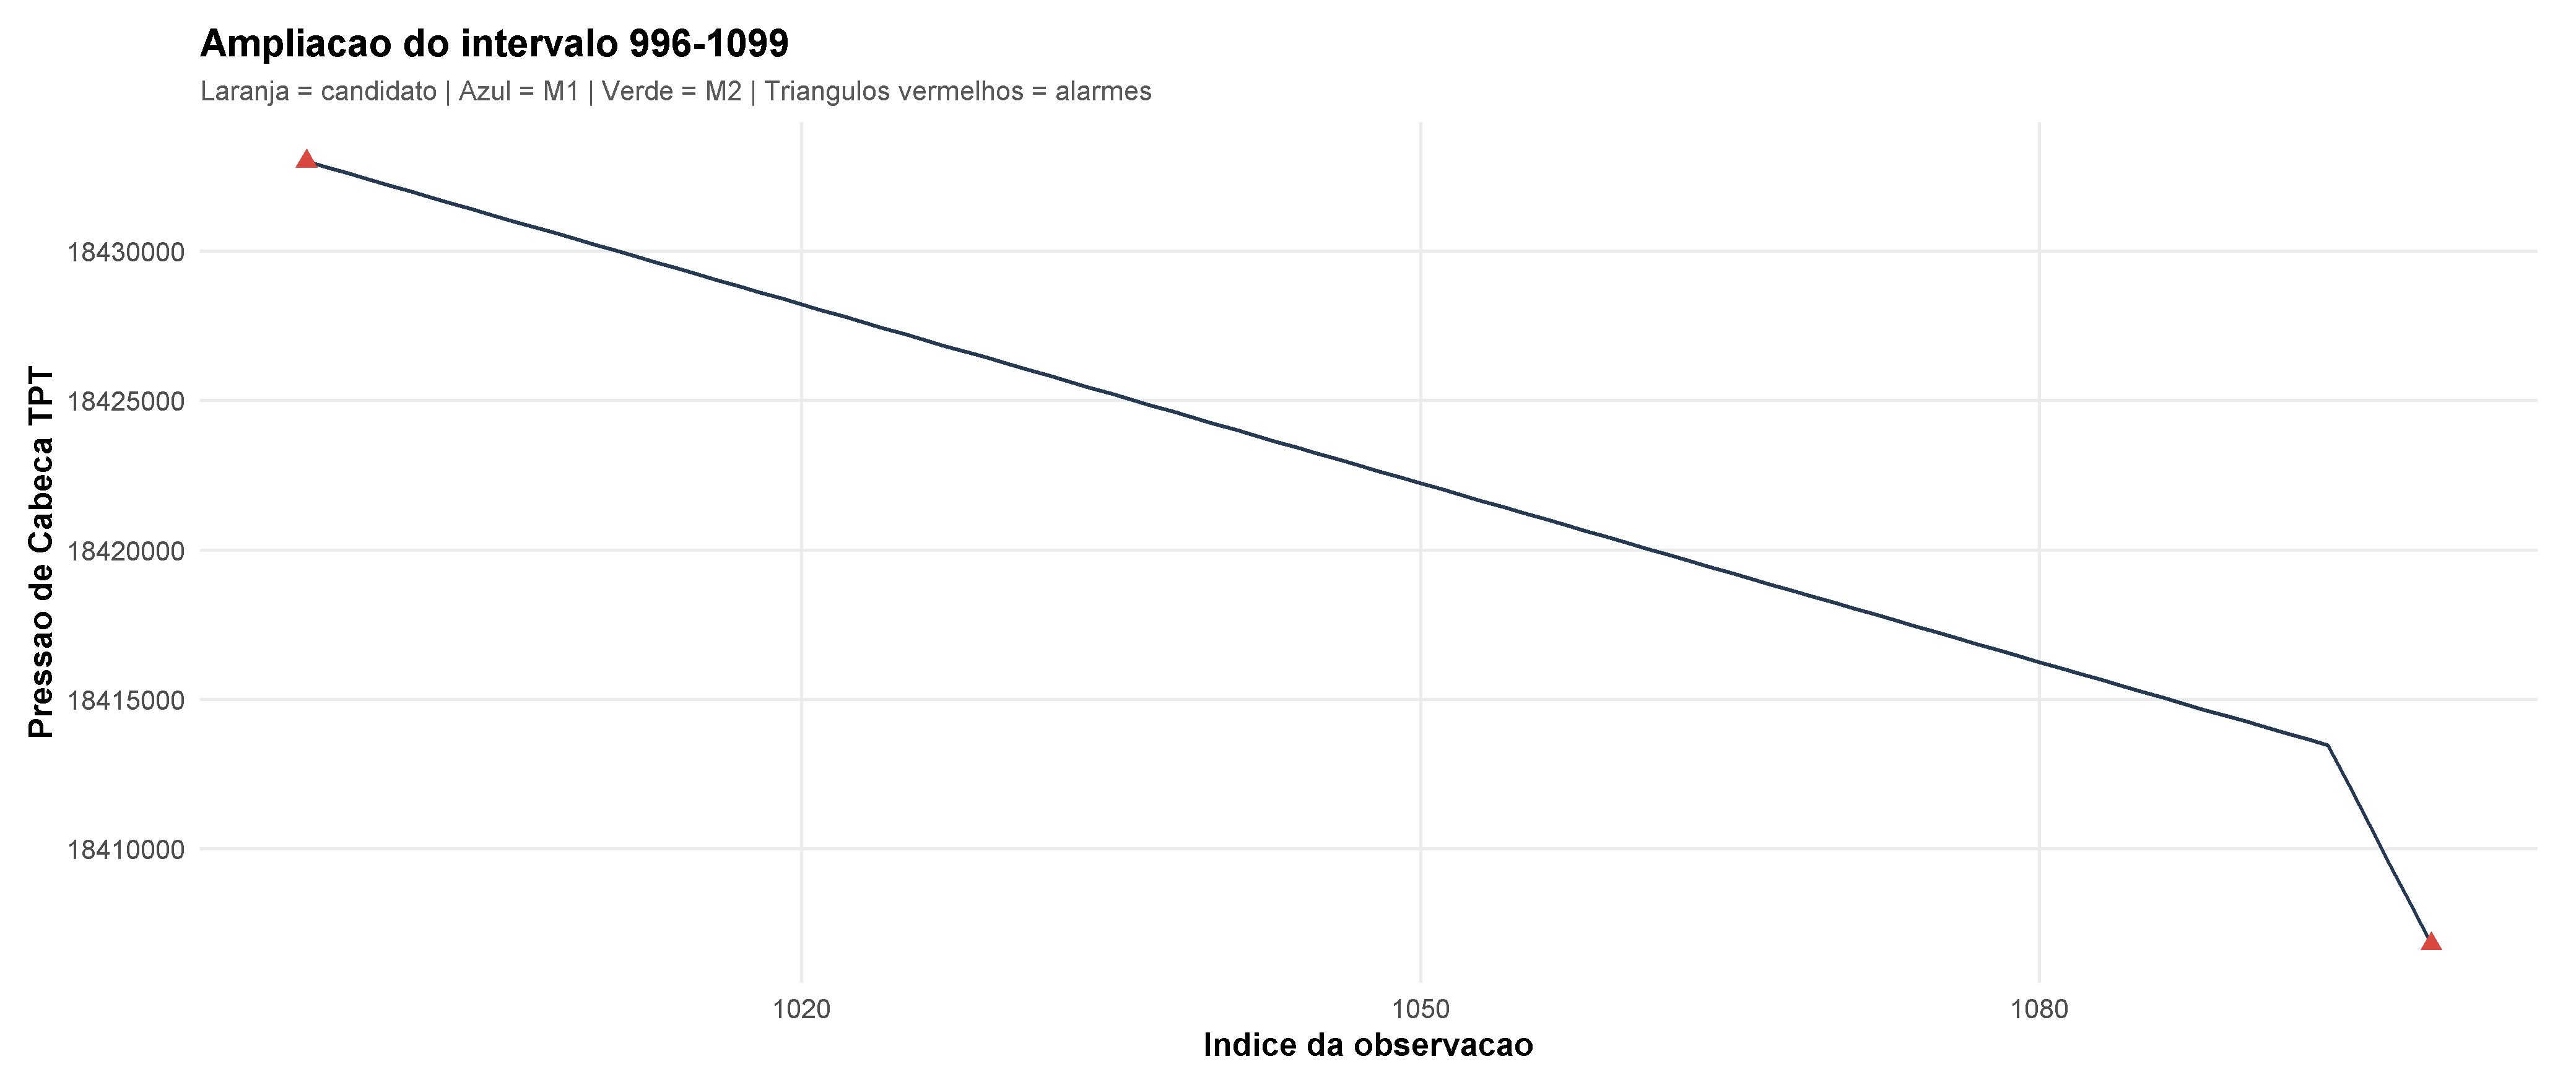 Ampliacao do intervalo 996-1099
Laranja = candidato | Azul = M1 | Verde = M2 | Triangulos vermelhos = alarmes
Pressao de Cabeca TPT
18430000
18425000
18420000
18415000
18410000
1020
1050
1080
Indice da observacao